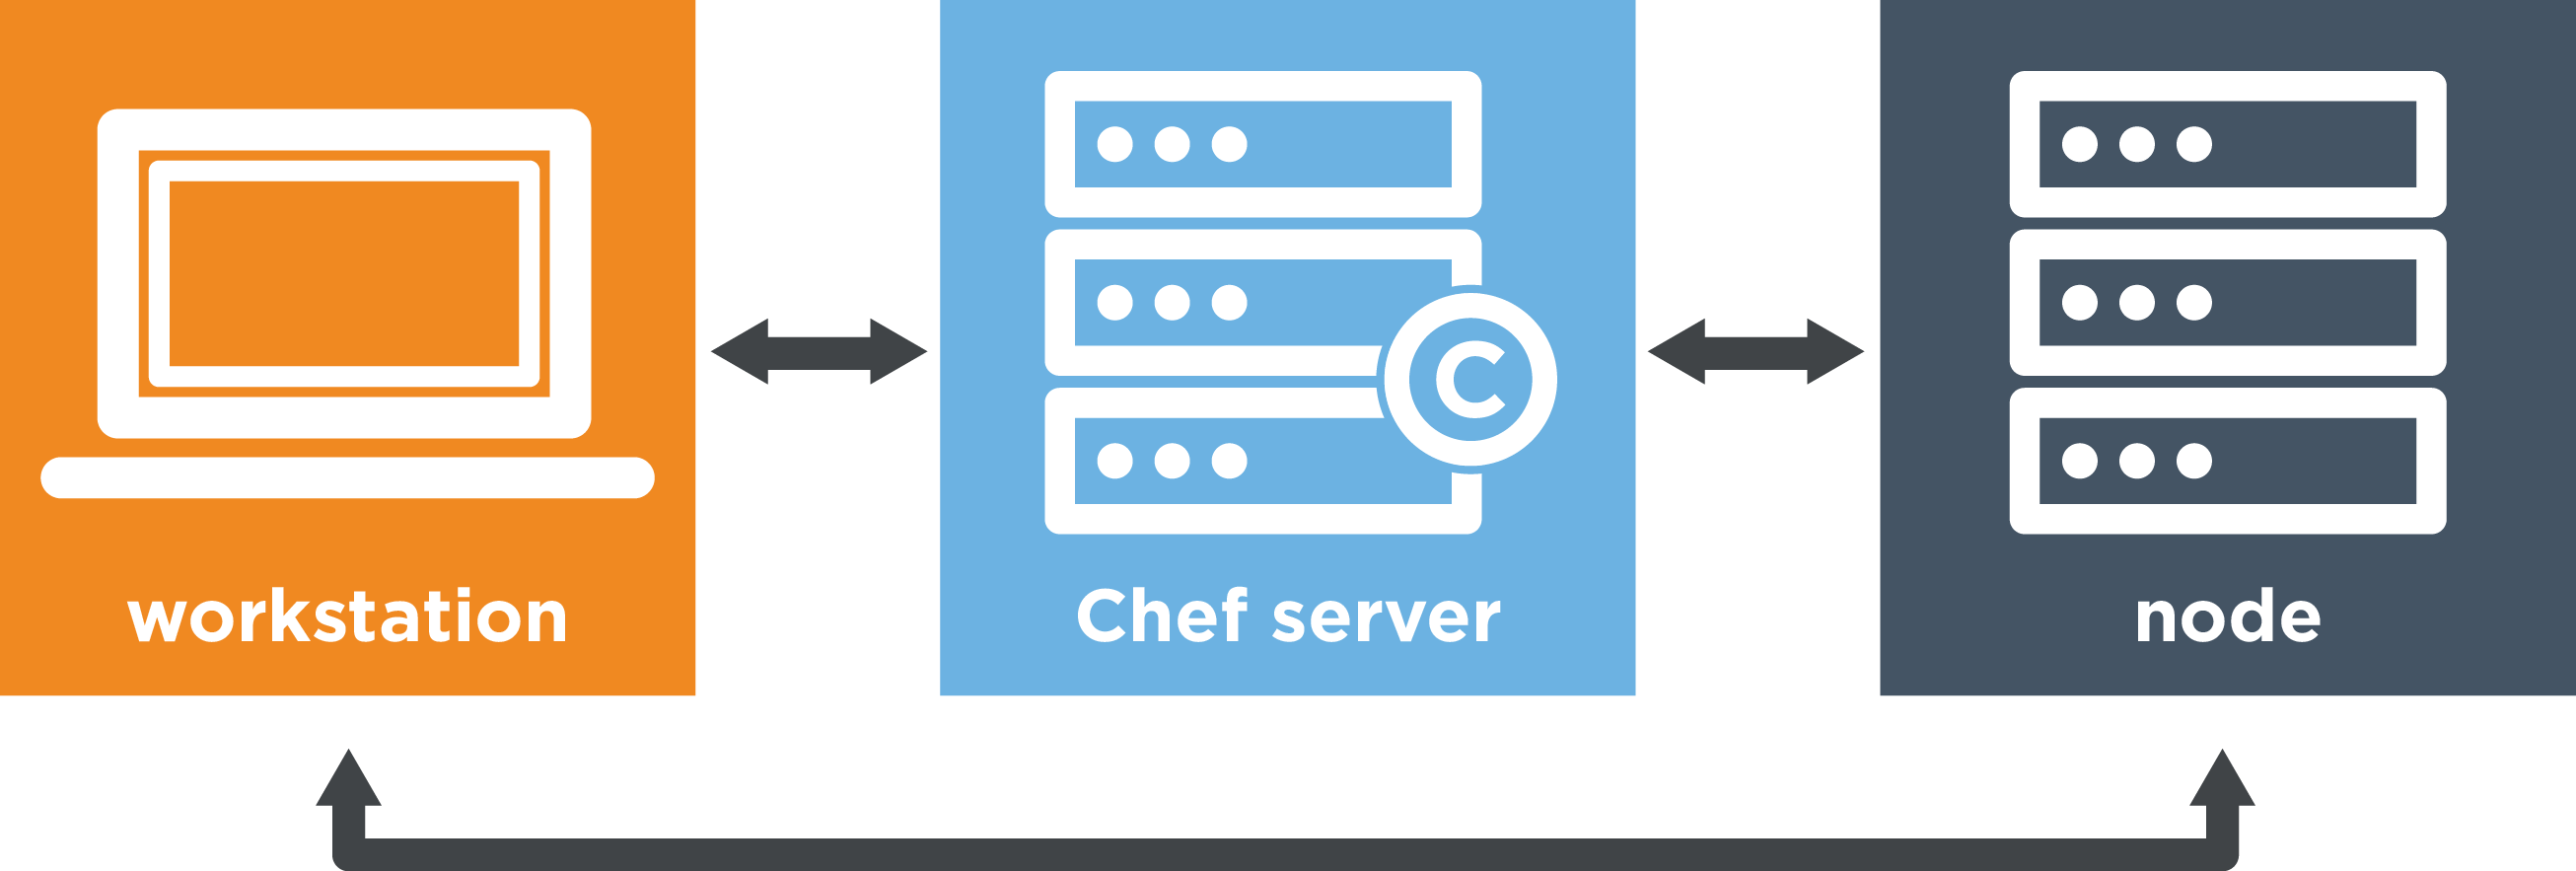 C
workstation
Chef server
node